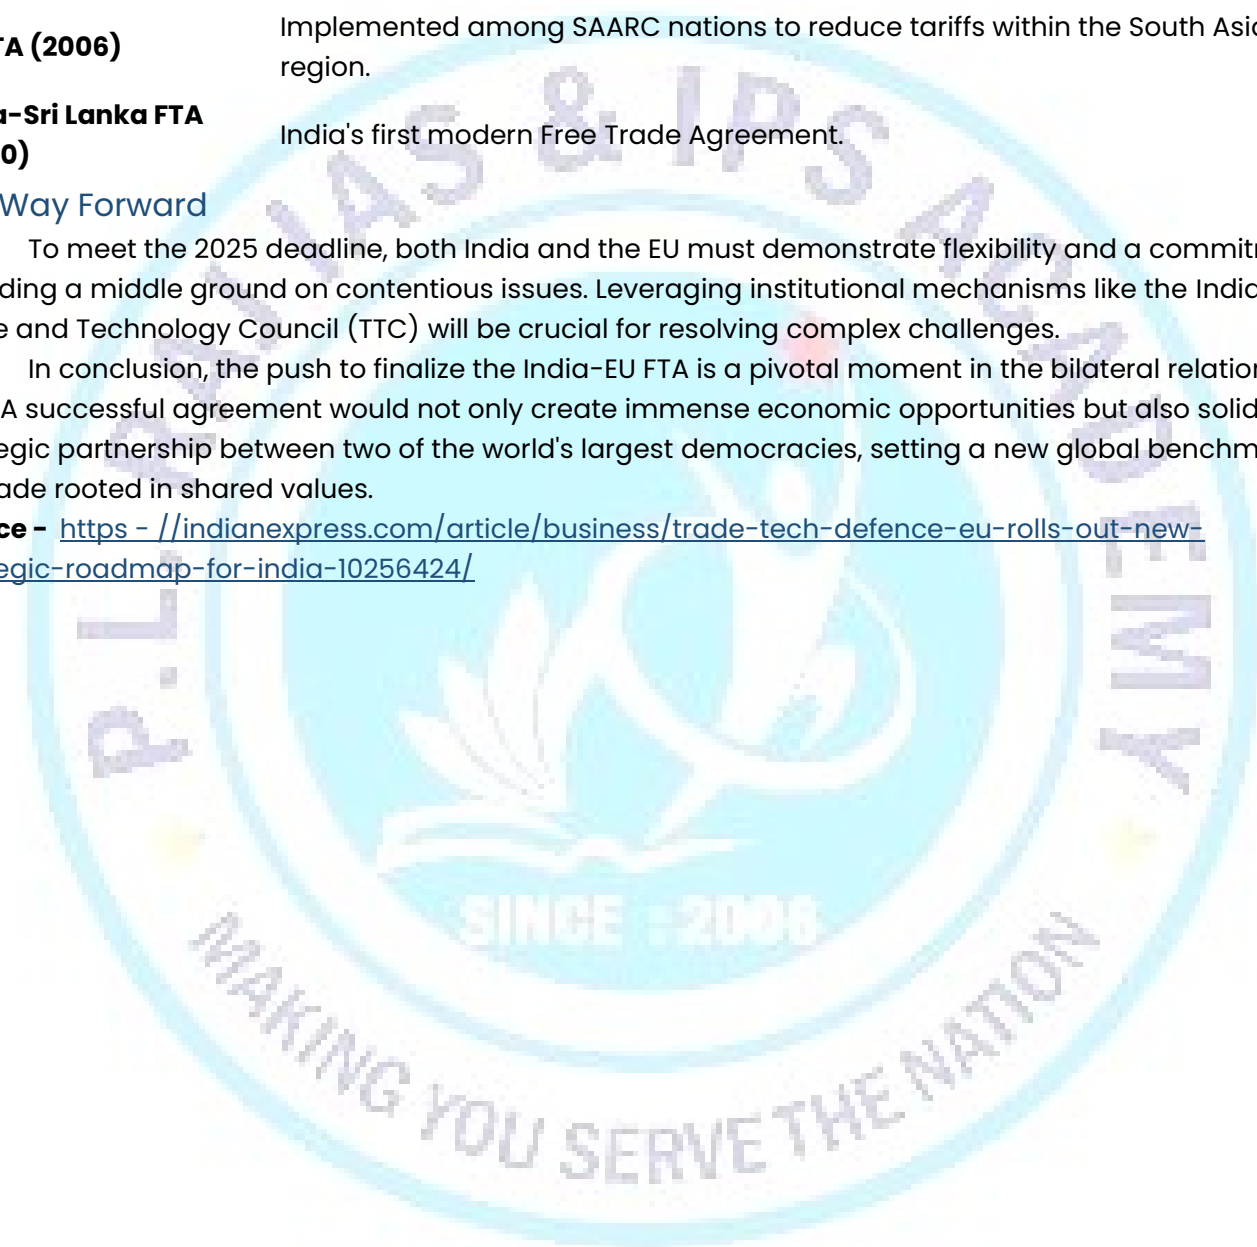 TA (2006)
Implemented among SAARC nations to reduce tariffs within the South Asia
region.
a-Sri Lanka FTA
0)
India's first modern Free Trade Agreement.
Way Forward
To meet the 2025 deadline, both India and the EU must demonstrate flexibility and a commitm
ding a middle ground on contentious issues. Leveraging institutional mechanisms like the India
e and Technology Council (TTC) will be crucial for resolving complex challenges.
In conclusion, the push to finalize the India-EU FTA is a pivotal moment in the bilateral relation
A successful agreement would not only create immense economic opportunities but also solid
egic partnership between two of the world's largest democracies, setting a new global benchm
ade rooted in shared values.
ce - https - //indianexpress.com/article/business/trade-tech-defence-eu-rolls-out-new-
egic-roadmap-for-india-10256424/
P.L. RAJ IAS & IPS ACADEMY
SINCE : 2006
MAKING YOU SERVE THE NATION